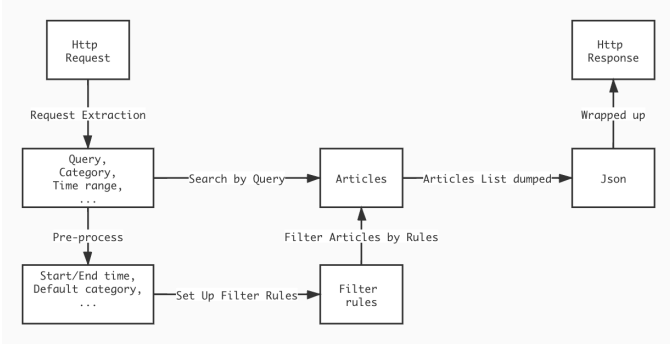 Http
Request
Http
Response
Request Extraction
Wrapped up
Query,
Category,
Time range,
...
Search by Query
Articles
Articles List dumped
Json
Pre-process
Filter Articles by Rules
Start/End time,
Default category,
...
Set Up Filter Rules
Filter
rules